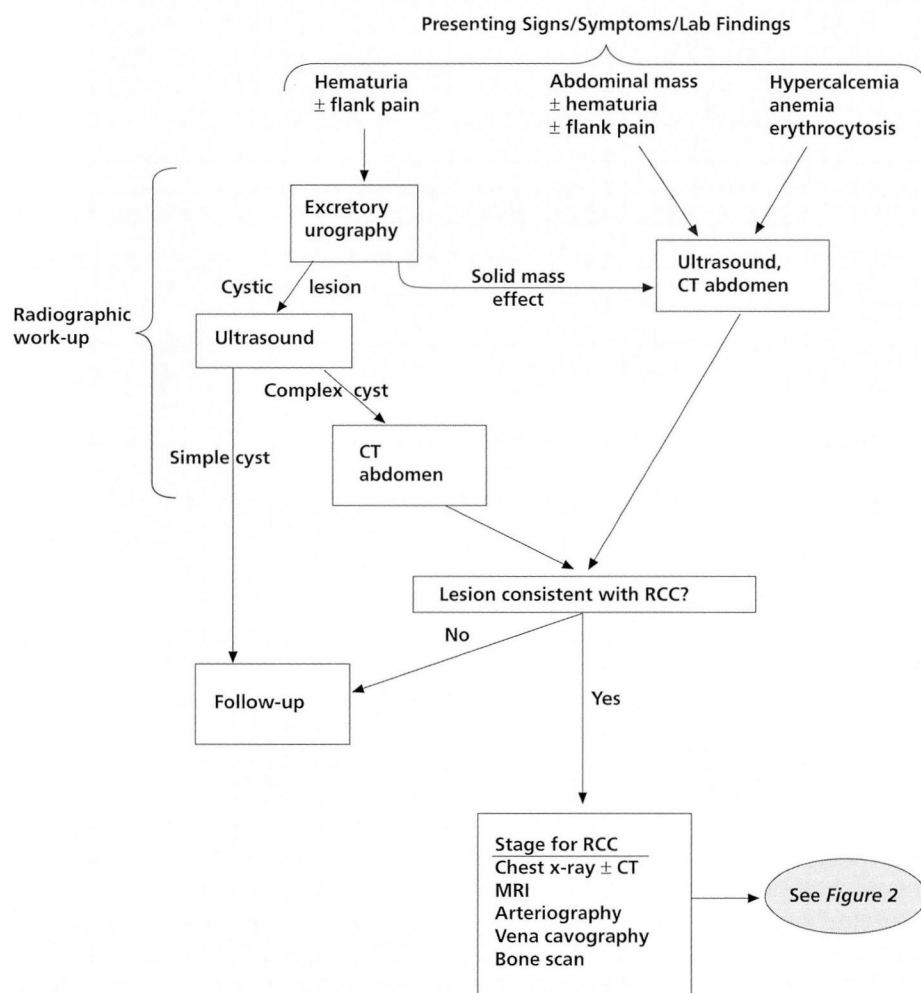 Presenting Signs/Symptoms/Lab Findings
Hematuria
± flank pain
Abdominal mass
± hematuria
± flank pain
Hypercalcemia
anemia
erythrocytosis
Radiographic
work-up
Excretory
urography
Solid mass
effect
Ultrasound,
CT abdomen
Cystic lesion
Ultrasound
Complex cyst
Simple cyst
CT
abdomen
Lesion consistent with RCC?
No
Yes
Follow-up
Stage for RCC
Chest x-ray ± CT
MRI
Arteriography
Vena cavography
Bone scan
See Figure 2